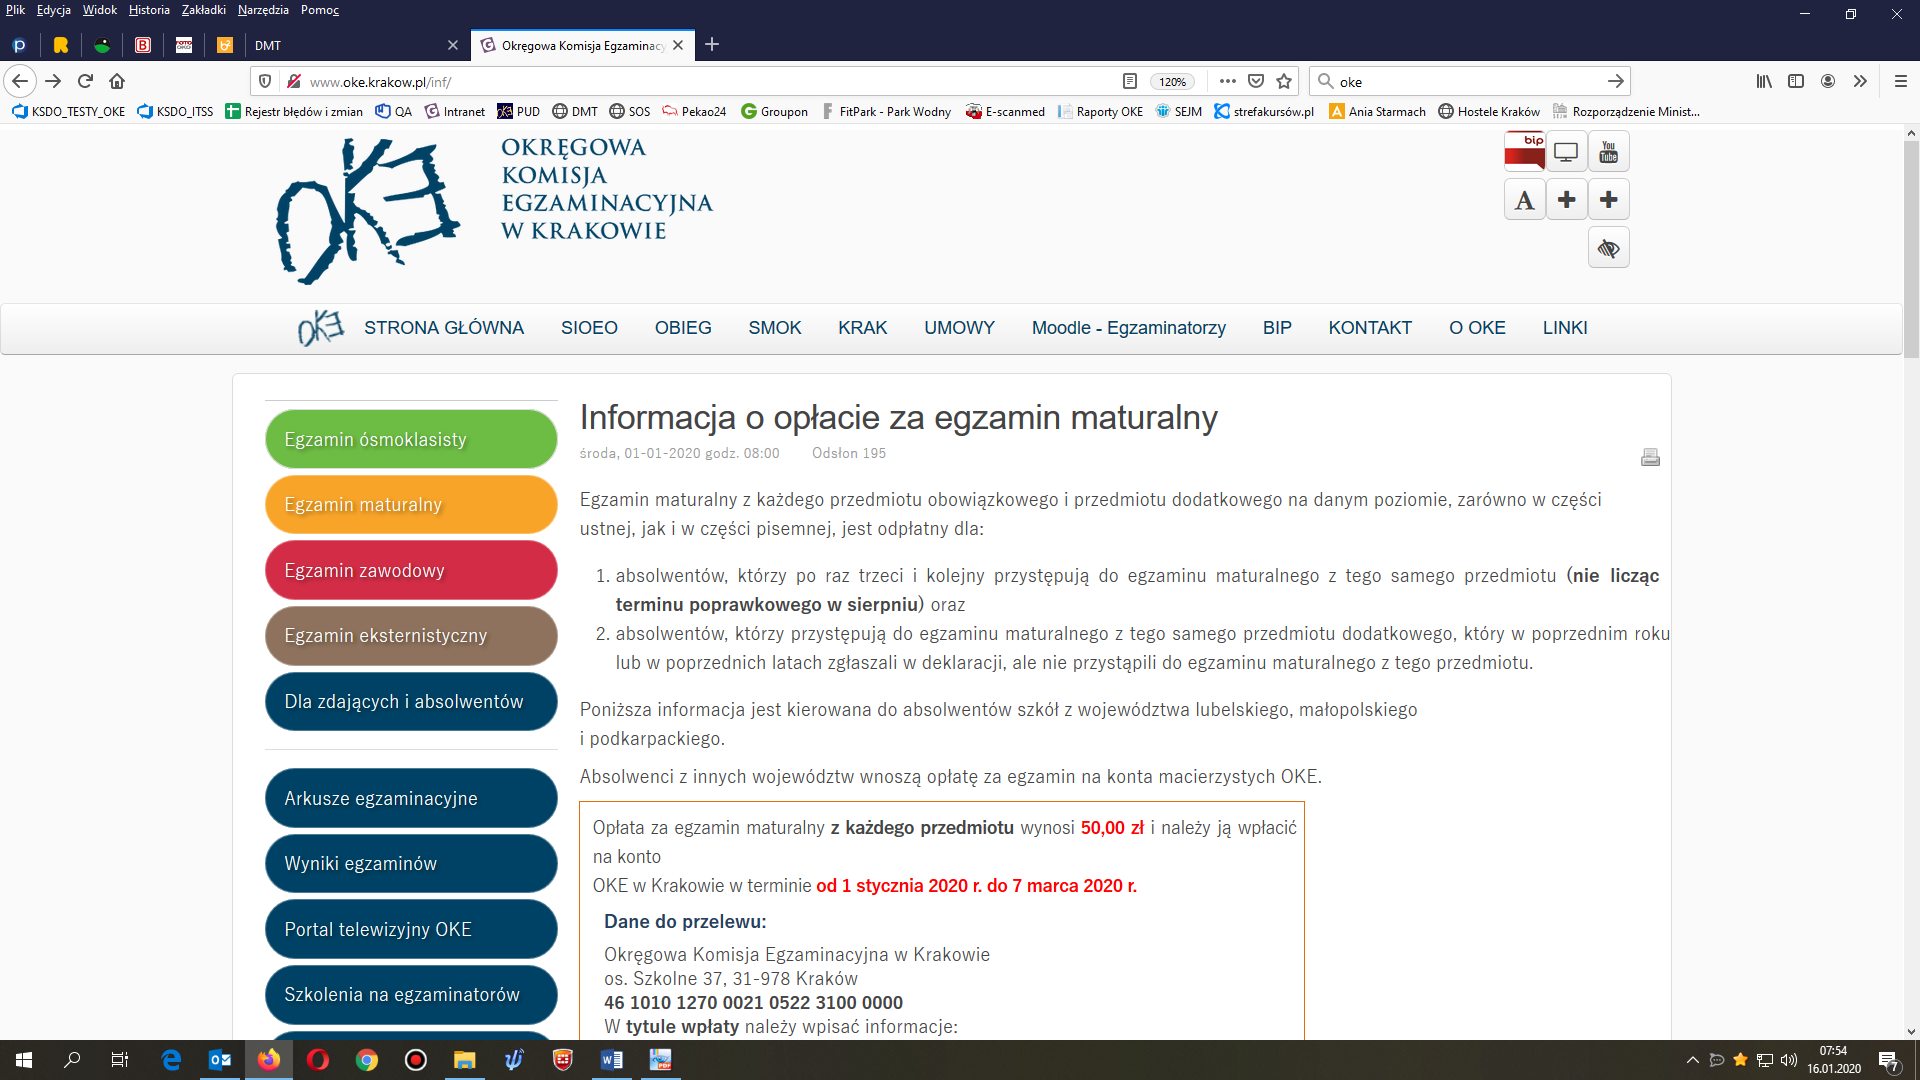 Plik Edycja Widok Historia Zakładki Narzędzia Pomoc
DMT
Okręgowa Komisja Egzaminacy
www.oke.krakow.pl/inf/
120%
oke
KSDO_TESTY_OKE KSDO_ITSS Rejestr błędów i zmian QA Intranet PUD DMT SOS Pekao24 Groupon FitPark - Park Wodny E-scanmed Raporty OKE SEJM strefakursów.pl Ania Starmach Hostele Kraków Rozporządzenie Minist...
OKE
OKRĘGOWA
KOMISJA
EGZAMINACYJNA
W KRAKOWIE
bip
You
Tube
A
OKE STRONA GŁÓWNA SIOEO OBIEG SMOK KRAK UMOWY Moodle - Egzaminatorzy BIP KONTAKT O OKE LINKI
Egzamin ósmoklasisty
Egzamin maturalny
Egzamin zawodowy
Egzamin eksternistyczny
Dla zdających i absolwentów
Arkusze egzaminacyjne
Wyniki egzaminów
Portal telewizyjny OKE
Szkolenia na egzaminatorów
Informacja o opłacie za egzamin maturalny
środa, 01-01-2020 godz. 08:00 Odsłon 195
Egzamin maturalny z każdego przedmiotu obowiązkowego i przedmiotu dodatkowego na danym poziomie, zarówno w części
ustnej, jak i w części pisemnej, jest odpłatny dla:
1. absolwentów, którzy po raz trzeci i kolejny przystępują do egzaminu maturalnego z tego samego przedmiotu (nie licząc
terminu poprawkowego w sierpniu) oraz
2. absolwentów, którzy przystępują do egzaminu maturalnego z tego samego przedmiotu dodatkowego, który w poprzednim roku
lub w poprzednich latach zgłaszali w deklaracji, ale nie przystąpili do egzaminu maturalnego z tego przedmiotu.
Poniższa informacja jest kierowana do absolwentów szkół z województwa lubelskiego, małopolskiego
i podkarpackiego.
Absolwenci z innych województw wnoszą opłatę za egzamin na konta macierzystych OKE.
Opłata za egzamin maturalny z każdego przedmiotu wynosi 50,00 zł i należy ją wpłacić
na konto
OKE w Krakowie w terminie od 1 stycznia 2020 r. do 7 marca 2020 r.
Dane do przelewu:
Okręgowa Komisja Egzaminacyjna w Krakowie
os. Szkolne 37, 31-978 Kraków
46 1010 1270 0021 0522 3100 0000
W tytule wpłaty należy wpisać informacje:
07:54
16.01.2020
7